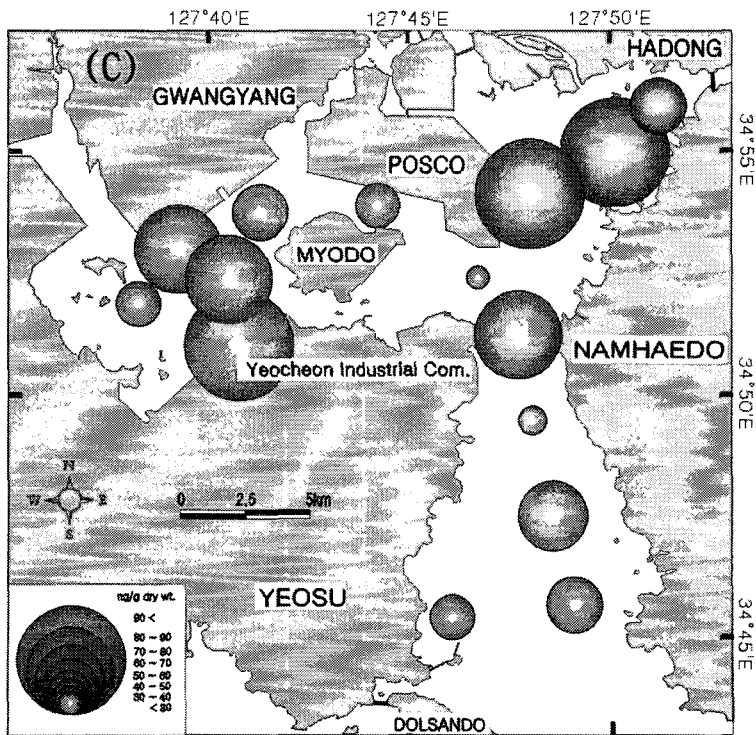 127°40'E 127°45'E 127°50'E
(C)
HADONG
GWANGYANG
34°55'E
POSCO
MYODO
NAMHAEDO
Yeocheon Industrial Com.
34°50'E
N
W E
S
0 2.5 5km
YEOSU
ng/g dry wt.
90 <
80 ~ 90
70 ~ 80
60 ~ 70
50 ~ 60
40 ~ 50
30 ~ 40
< 30
34°45'E
DOLSANDO